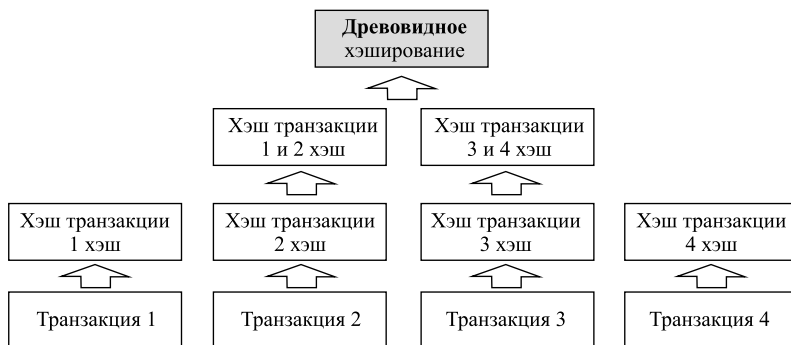 Древовидное
хэширование
Хэш транзакции
1 и 2 хэш
Хэш транзакции
3 и 4 хэш
Хэш транзакции
1 хэш
Хэш транзакции
2 хэш
Хэш транзакции
3 хэш
Хэш транзакции
4 хэш
Транзакция 1
Транзакция 2
Транзакция 3
Транзакция 4